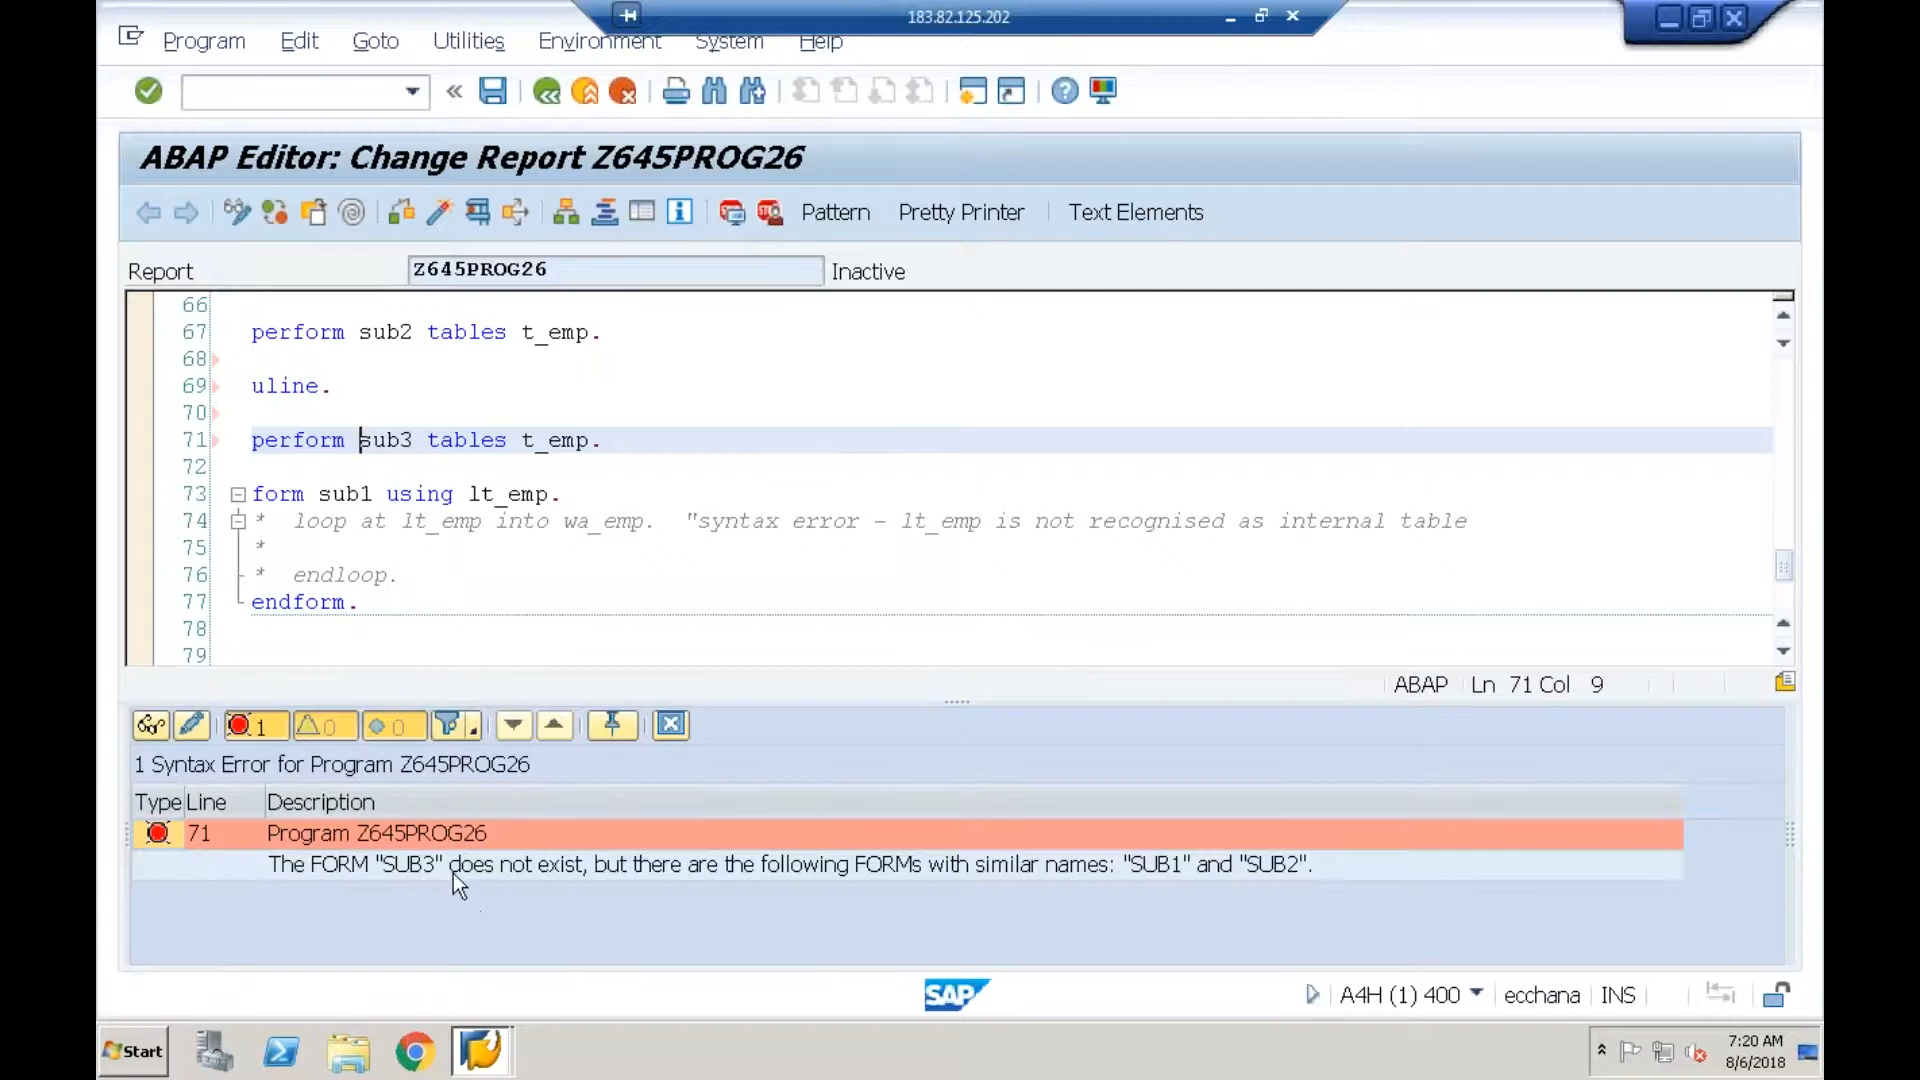 183.82.125.202
Program Edit Goto Utilities Environment System Help
ABAP Editor: Change Report Z645PROG26
Pattern Pretty Printer Text Elements
Report Z645PROG26 Inactive
66
67 perform sub2 tables t_emp.
68
69 uline.
70
71 perform sub3 tables t_emp.
72
73 form sub1 using lt_emp.
74 *  loop at lt_emp into wa_emp.  "syntax error - lt_emp is not recognised as internal table
75 *
76 *  endloop.
77 endform.
78
79
ABAP Ln 71 Col 9
1 0 0
1 Syntax Error for Program Z645PROG26
Type Line Description
71 Program Z645PROG26
The FORM "SUB3" does not exist, but there are the following FORMs with similar names: "SUB1" and "SUB2".
SAP A4H (1) 400 ecchana INS
Start 7:20 AM
8/6/2018